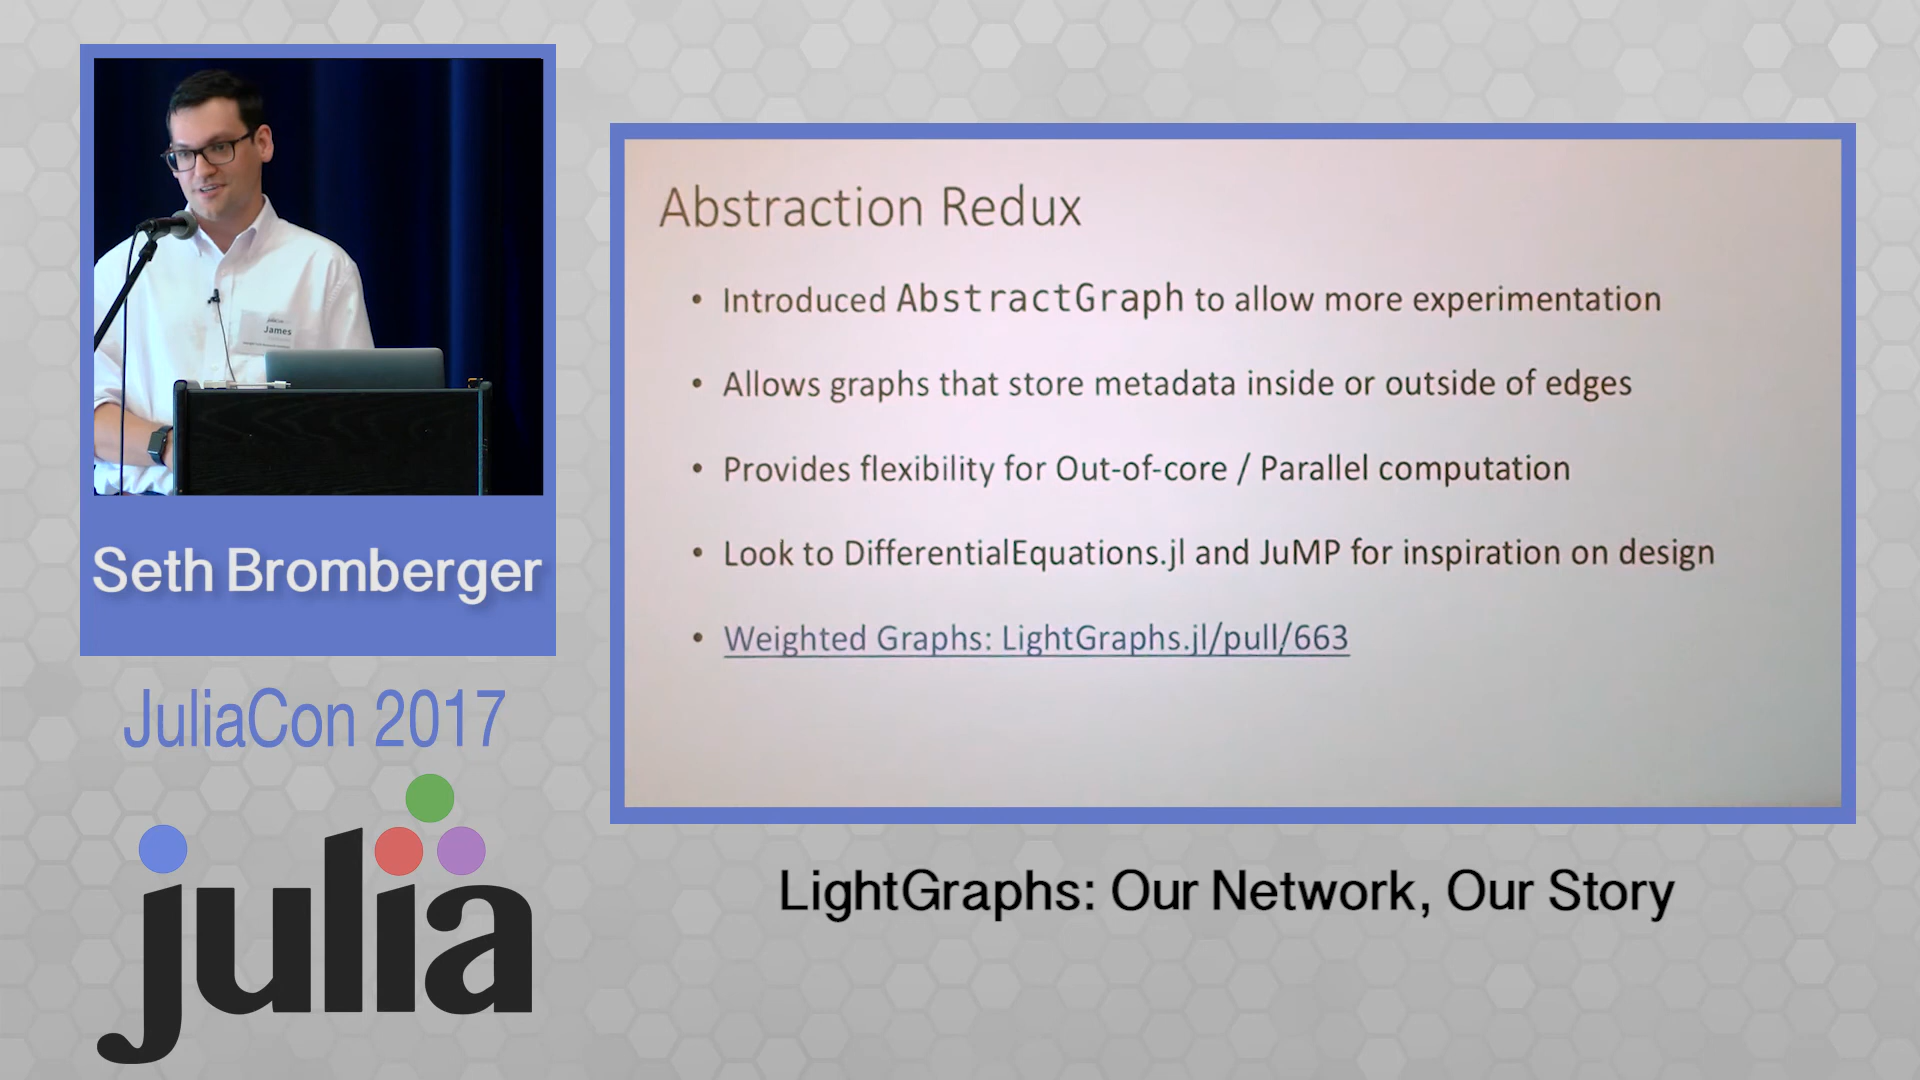 James
Seth Bromberger
JuliaCon 2017
julia
Abstraction Redux
• Introduced AbstractGraph to allow more experimentation
• Allows graphs that store metadata inside or outside of edges
• Provides flexibility for Out-of-core / Parallel computation
• Look to DifferentialEquations.jl and JuMP for inspiration on design
• Weighted Graphs: LightGraphs.jl/pull/663
LightGraphs: Our Network, Our Story